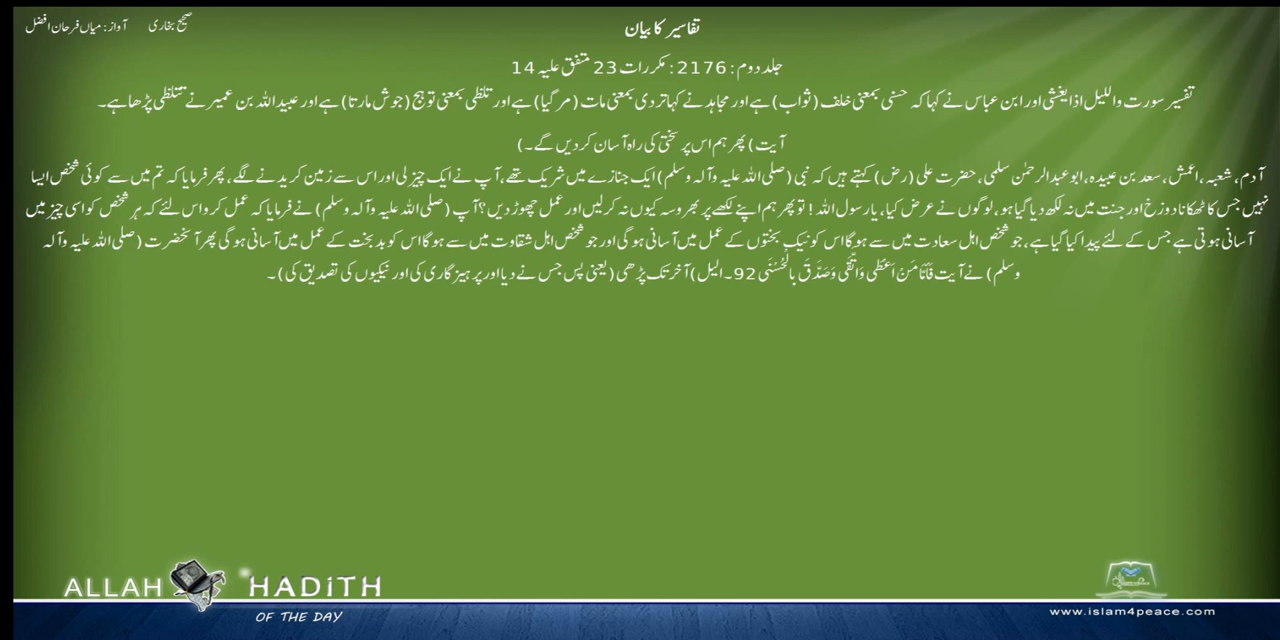 صحیح بخاری
آواز: میاں فرحان افضل
تفاسیر کا بیان
جلد دوم : 2176 : مکررات 23 متفق علیہ 14
تفسیر سورت واللیل اذا یغشی اور ابن عباس نے کہا کہ حسنی بمعنی خلف (ثواب) ہے اور مجاہد نے کہا تردی بمعنی مات (مر گیا) ہے اور تلظی بمعنی توہج (جوش مارتا) ہے اور عبید اللہ بن عمیر نے تتلظی پڑھا ہے۔
آیت) پھر ہم اس پر سختی کی راہ آسان کر دیں گے۔)
آدم، شعبہ، اعمش، سعد بن عبیدہ، ابو عبدالرحمٰن سلمی، حضرت علی (رض) کہتے ہیں کہ نبی (صلی اللہ علیہ وآلہ وسلم) ایک جنازے میں شریک تھے، آپ نے ایک چیز لی اور اس سے زمین کریدنے لگے، پھر فرمایا کہ تم میں سے کوئی شخص ایسا
نہیں جس کا ٹھکانا دوزخ اور جنت میں نہ لکھ دیا گیا ہو، لوگوں نے عرض کیا، یا رسول اللہ ! تو پھر ہم اپنے لکھے پر بھروسہ کیوں نہ کرلیں اور عمل چھوڑ دیں؟ آپ (صلی اللہ علیہ وآلہ وسلم) نے فرمایا کہ عمل کرو اس لئے کہ ہر شخص کو اسی چیز میں
آسانی ہوتی ہے جس کے لئے پیدا کیا گیا ہے، جو شخص اہل سعادت میں سے ہوگا اس کو نیک بختوں کے عمل میں آسانی ہوگی اور جو شخص اہل شقاوت میں سے ہوگا اس کو بدبخت کے عمل میں آسانی ہوگی پھر آنحضرت (صلی اللہ علیہ وآلہ
وسلم) نے آیت فَاَمَّا مَنْ اَعْطٰى وَاتَّقٰى وَصَدَّقَ بِالْحُسْنٰى 92۔ الیل) آخر تک پڑھی (یعنی پس جس نے دیا اور پرہیزگاری کی اور نیکیوں کی تصدیق کی) ۔
ALLAH HADITH
OF THE DAY
www.islam4peace.com